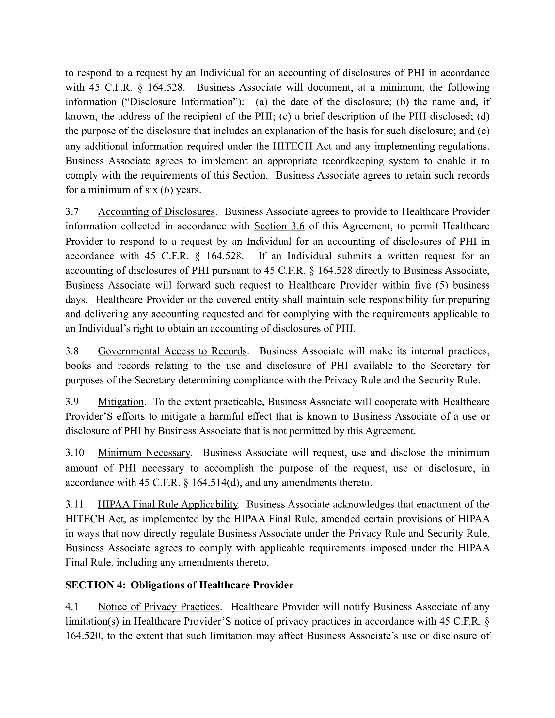 to respond to a request by an Individual for an accounting of disclosures of PHI in accordance
with 45 C.F.R. § 164.528. Business Associate will document, at a minimum, the following
information (“Disclosure Information”): (a) the date of the disclosure; (b) the name and, if
known, the address of the recipient of the PHI; (c) a brief description of the PHI disclosed; (d)
the purpose of the disclosure that includes an explanation of the basis for such disclosure; and (e)
any additional information required under the HITECH Act and any implementing regulations.
Business Associate agrees to implement an appropriate recordkeeping system to enable it to
comply with the requirements of this Section. Business Associate agrees to retain such records
for a minimum of six (6) years.
3.7 Accounting of Disclosures. Business Associate agrees to provide to Healthcare Provider
information collected in accordance with Section 3.6 of this Agreement, to permit Healthcare
Provider to respond to a request by an Individual for an accounting of disclosures of PHI in
accordance with 45 C.F.R. § 164.528. If an Individual submits a written request for an
accounting of disclosures of PHI pursuant to 45 C.F.R. § 164.528 directly to Business Associate,
Business Associate will forward such request to Healthcare Provider within five (5) business
days. Healthcare Provider or the covered entity shall maintain sole responsibility for preparing
and delivering any accounting requested and for complying with the requirements applicable to
an Individual’s right to obtain an accounting of disclosures of PHI.
3.8 Governmental Access to Records. Business Associate will make its internal practices,
books and records relating to the use and disclosure of PHI available to the Secretary for
purposes of the Secretary determining compliance with the Privacy Rule and the Security Rule.
3.9 Mitigation. To the extent practicable, Business Associate will cooperate with Healthcare
Provider’S efforts to mitigate a harmful effect that is known to Business Associate of a use or
disclosure of PHI by Business Associate that is not permitted by this Agreement.
3.10 Minimum Necessary. Business Associate will request, use and disclose the minimum
amount of PHI necessary to accomplish the purpose of the request, use or disclosure, in
accordance with 45 C.F.R. § 164.514(d), and any amendments thereto.
3.11 HIPAA Final Rule Applicability. Business Associate acknowledges that enactment of the
HITECH Act, as implemented by the HIPAA Final Rule, amended certain provisions of HIPAA
in ways that now directly regulate Business Associate under the Privacy Rule and Security Rule.
Business Associate agrees to comply with applicable requirements imposed under the HIPAA
Final Rule, including any amendments thereto.
SECTION 4: Obligations of Healthcare Provider
4.1 Notice of Privacy Practices. Healthcare Provider will notify Business Associate of any
limitation(s) in Healthcare Provider’S notice of privacy practices in accordance with 45 C.F.R. §
164.520, to the extent that such limitation may affect Business Associate’s use or disclosure of